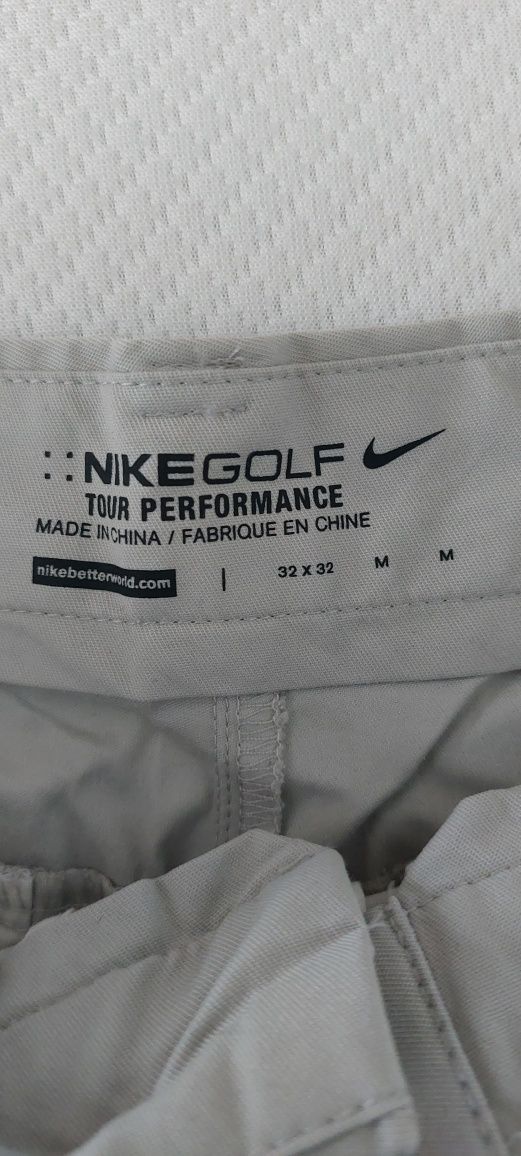 NIKEGOLF
TOUR PERFORMANCE
MADE IN CHINA / FABRIQUE EN CHINE
nikebetterworld.com | 32 X 32 M M